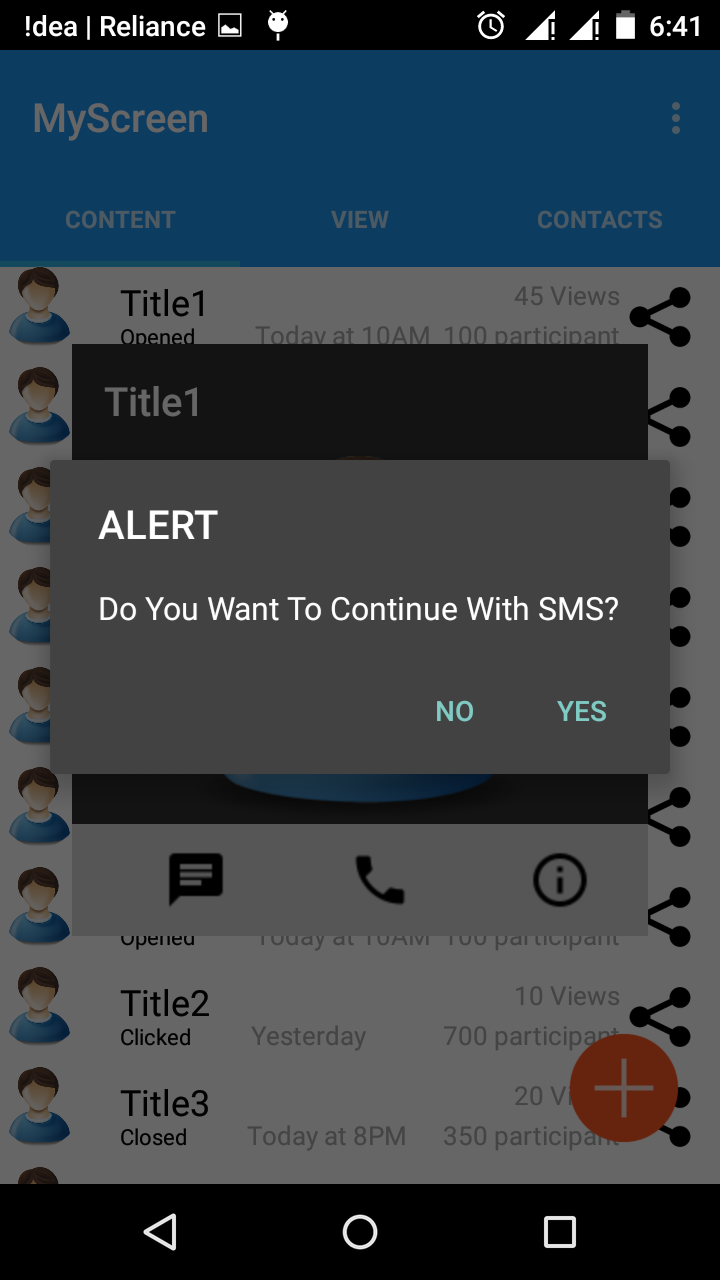 !dea | Reliance 6:41
MyScreen
CONTENT VIEW CONTACTS
Title1 45 Views
Opened Today at 10AM 100 participant
Title1
ALERT
Do You Want To Continue With SMS?
NO YES
Opened Today at 10AM 100 participant
Title2 10 Views
Clicked Yesterday 700 participant
Title3 20 Vi
Closed Today at 8PM 350 participant